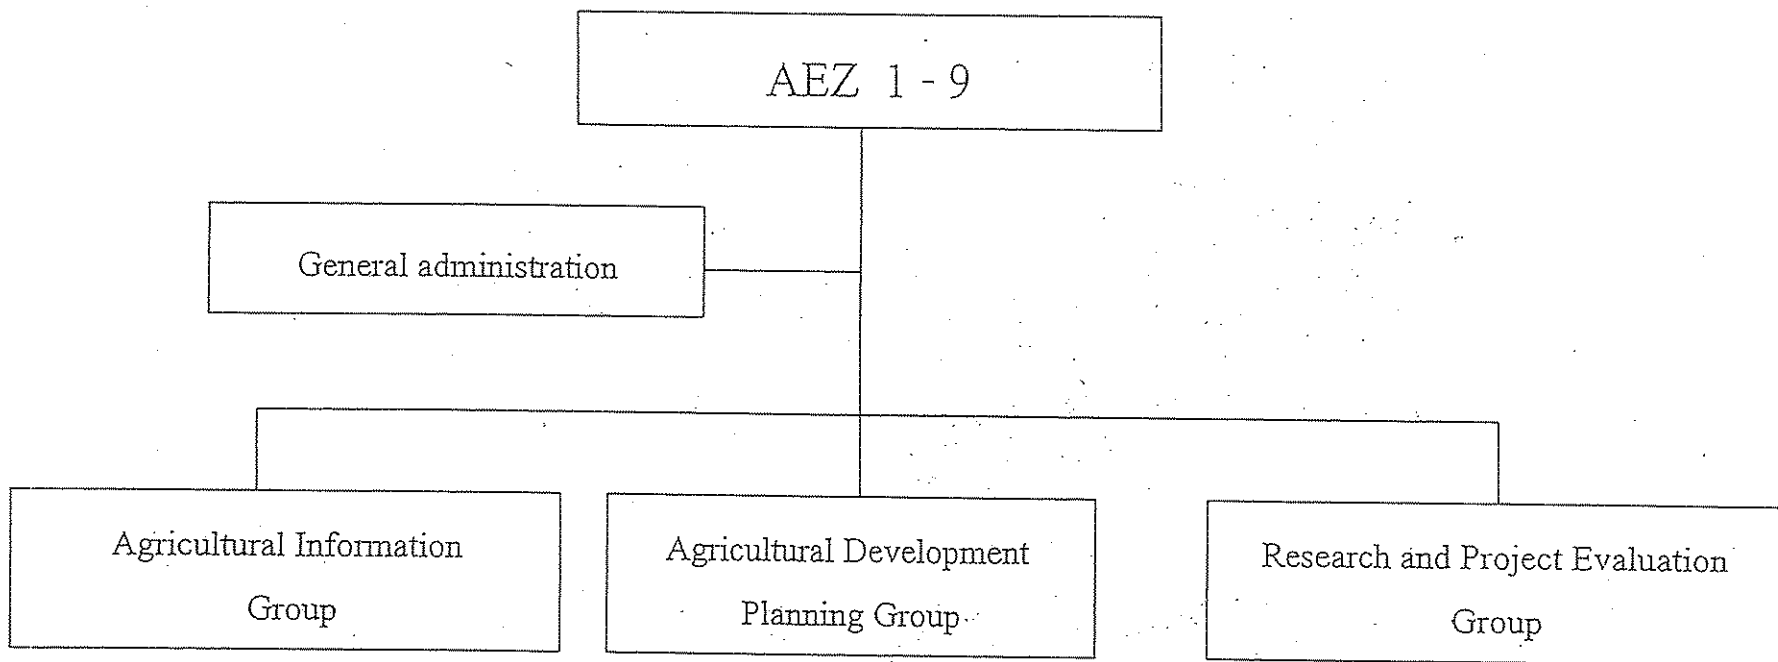 AEZ 1 - 9
General administration
Agricultural Information
Group
Agricultural Development
Planning Group
Research and Project Evaluation
Group